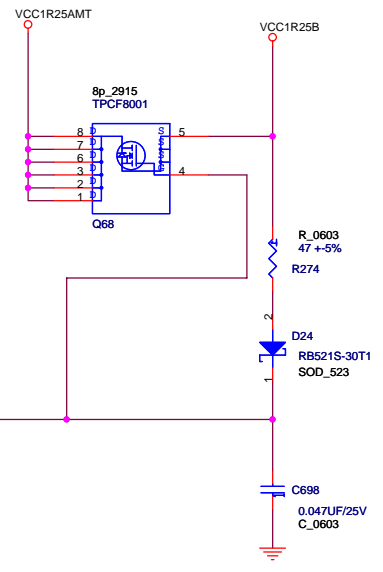 VCC1R25AMT
VCC1R25B
8p_2915
TPCF8001
8 D S 5
7 D S
6 D S
3 D S
2 D G 4
1 D
Q68
R_0603
47 +-5%
R274
2
D24
RB521S-30T1
SOD_523
1
C698
0.047UF/25V
C_0603